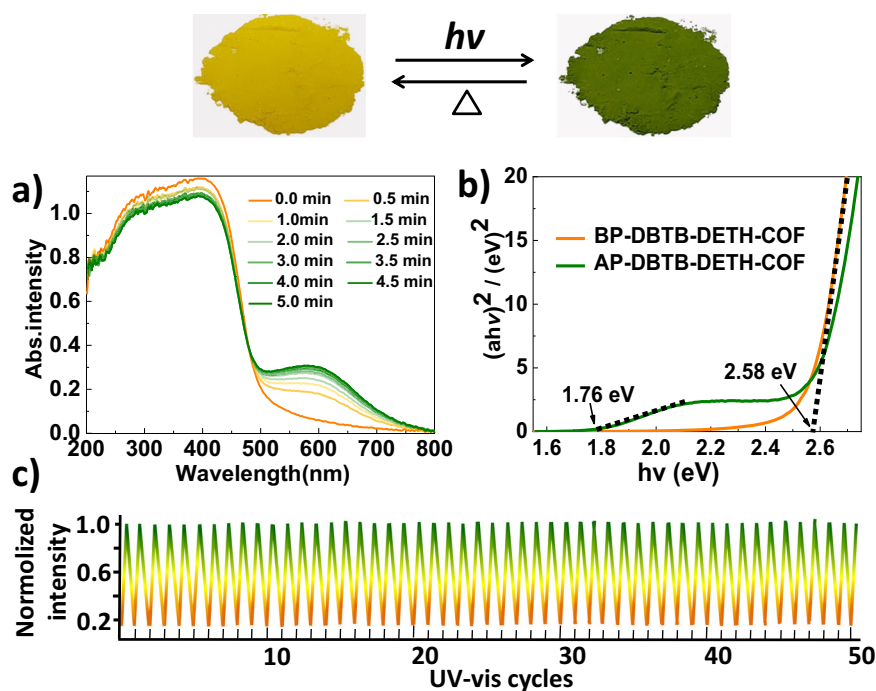 hν
△
a)
1.0
0.8
0.6
0.4
0.2
0.0
Abs.intensity
0.0 min 0.5 min
1.0min 1.5 min
2.0 min 2.5 min
3.0 min 3.5 min
4.0 min 4.5 min
5.0 min
200 300 400 500 600 700 800
Wavelength(nm)
b)
20
15
10
5
0
(ahν)² / (eV)²
BP-DBTB-DETH-COF
AP-DBTB-DETH-COF
1.76 eV
2.58 eV
1.6 1.8 2.0 2.2 2.4 2.6
hν (eV)
c)
Normolized
intensity
1.0
0.6
0.2
10 20 30 40 50
UV-vis cycles